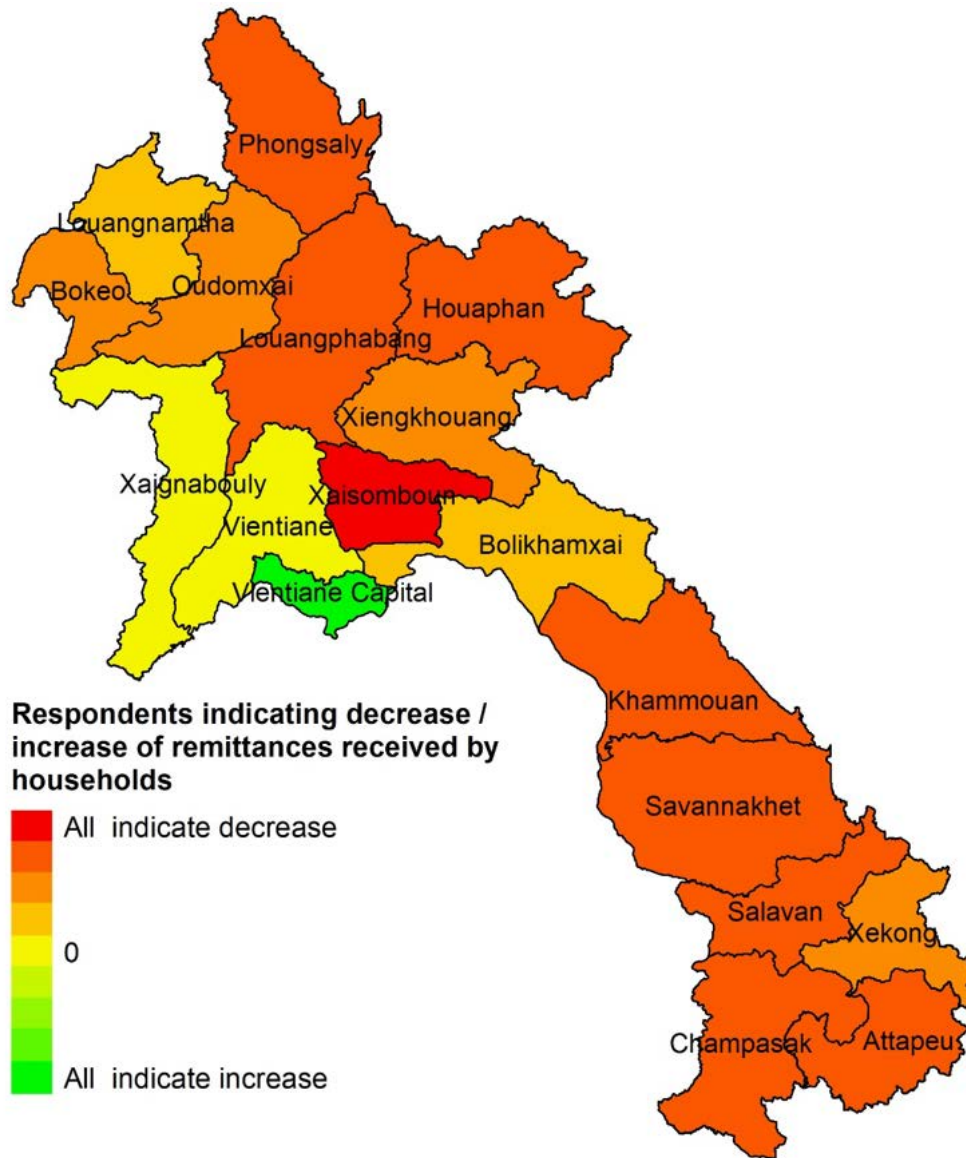 Phongsaly
Louangnamtha
Bokeo
Oudomxai
Louangphabang
Houaphan
Xiengkhouang
Xaignabouly
Xaisomboun
Vientiane
Bolikhamxai
Vientiane Capital
Khammouan
Savannakhet
Salavan
Xekong
Champasak
Attapeu
Respondents indicating decrease /
increase of remittances received by
households
All indicate decrease
0
All indicate increase